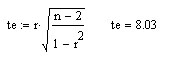 te := r·√((n − 2)/(1 − r²)) te = 8.03